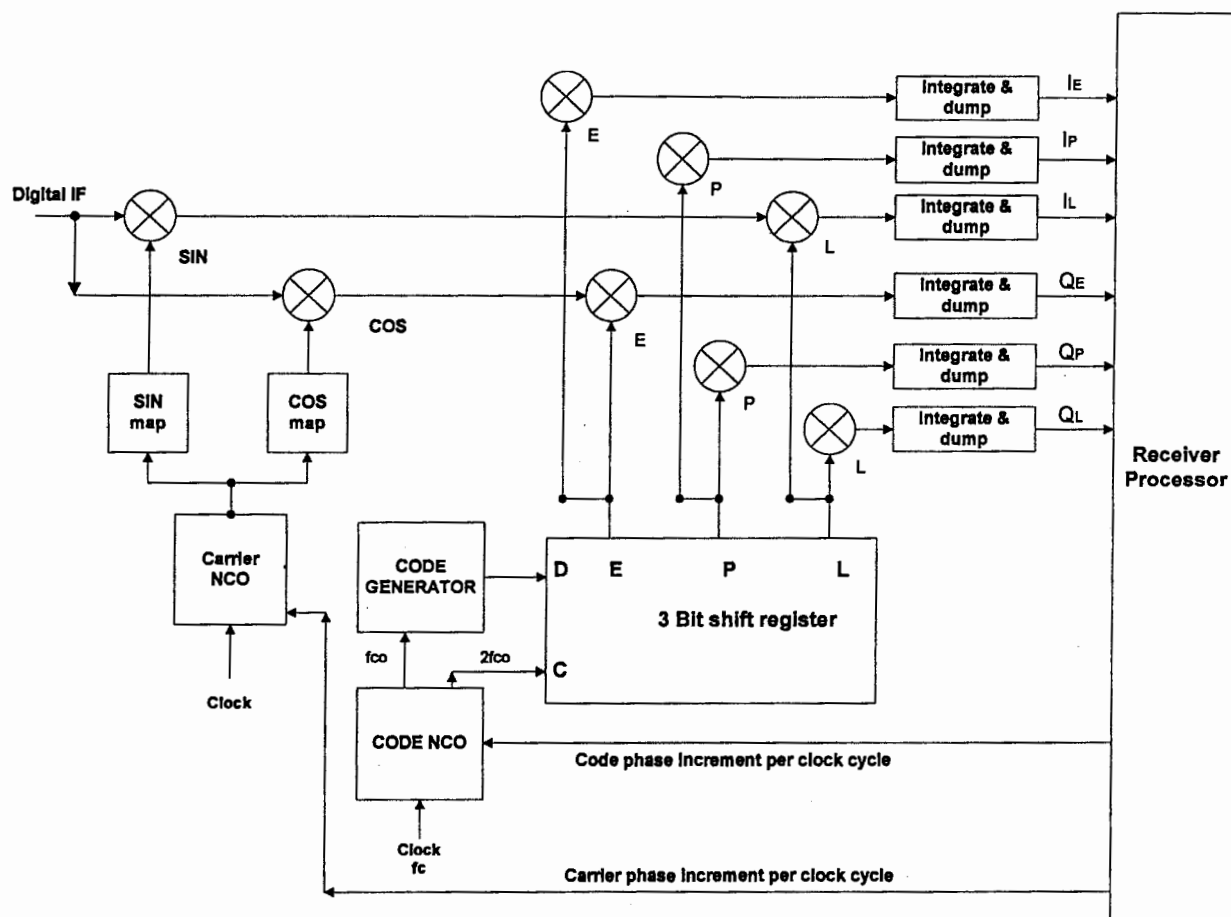 Integrate &
dump
IE
E
Integrate &
dump
IP
P
Digital IF
Integrate &
dump
IL
L
SIN
Integrate &
dump
QE
COS
E
Integrate &
dump
QP
P
SIN
map
COS
map
Integrate &
dump
QL
L
Receiver
Processor
Carrier
NCO
CODE
GENERATOR
D
E
P
L
3 Bit shift register
fco
2fco
C
Clock
CODE NCO
Code phase increment per clock cycle
Clock
fc
Carrier phase increment per clock cycle